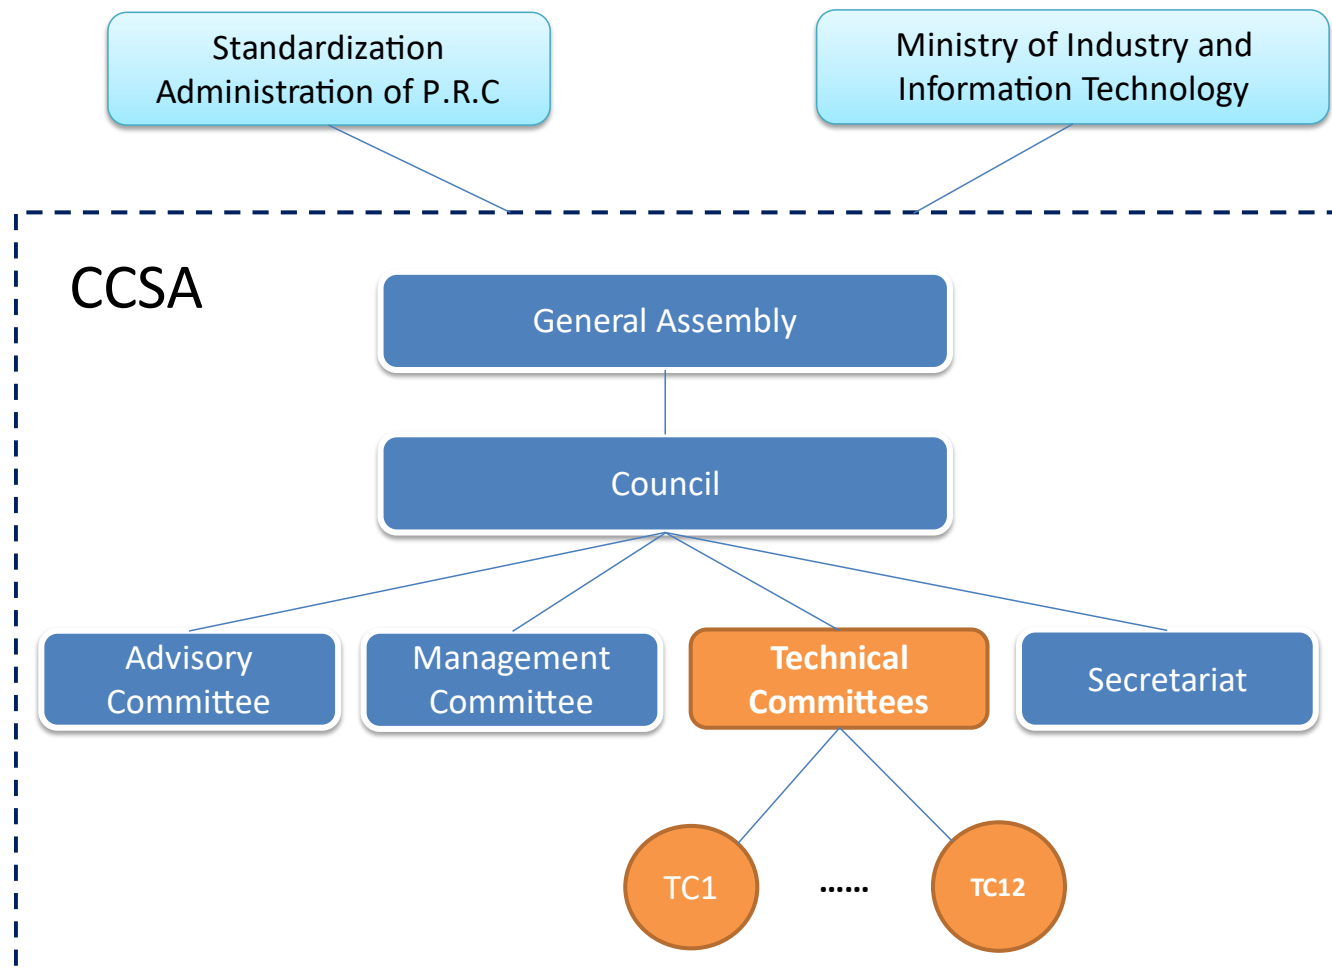 Standardization
Administration of P.R.C
Ministry of Industry and
Information Technology
CCSA
General Assembly
Council
Advisory
Committee
Management
Committee
Technical
Committees
Secretariat
TC1
......
TC12